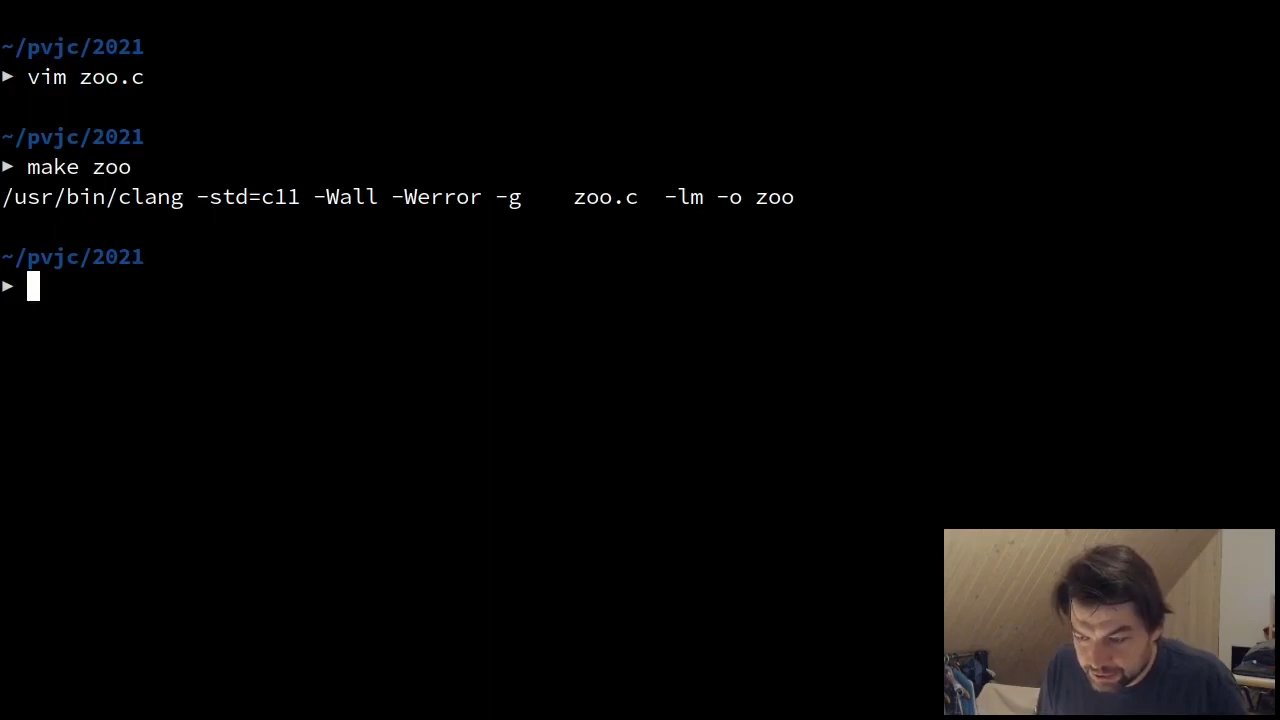 ~/pvjc/2021
▶ vim zoo.c
~/pvjc/2021
▶ make zoo
/usr/bin/clang -std=c11 -Wall -Werror -g    zoo.c  -lm -o zoo
~/pvjc/2021
▶